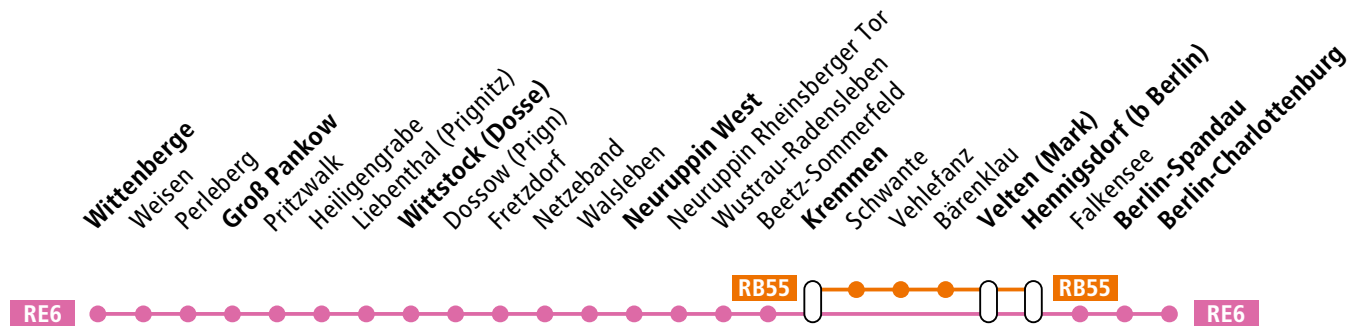 Wittenberge
Weisen
Perleberg
Groß Pankow
Pritzwalk
Heiligengrabe
Liebenthal (Prignitz)
Wittstock (Dosse)
Dossow (Prign)
Fretzdorf
Netzeband
Walsleben
Neuruppin West
Neuruppin Rheinsberger Tor
Wustrau-Radensleben
Beetz-Sommerfeld
Kremmen
Schwante
Vehlefanz
Bärenklau
Velten (Mark)
Hennigsdorf (b Berlin)
Falkensee
Berlin-Spandau
Berlin-Charlottenburg
RB55
RB55
RE6
RE6